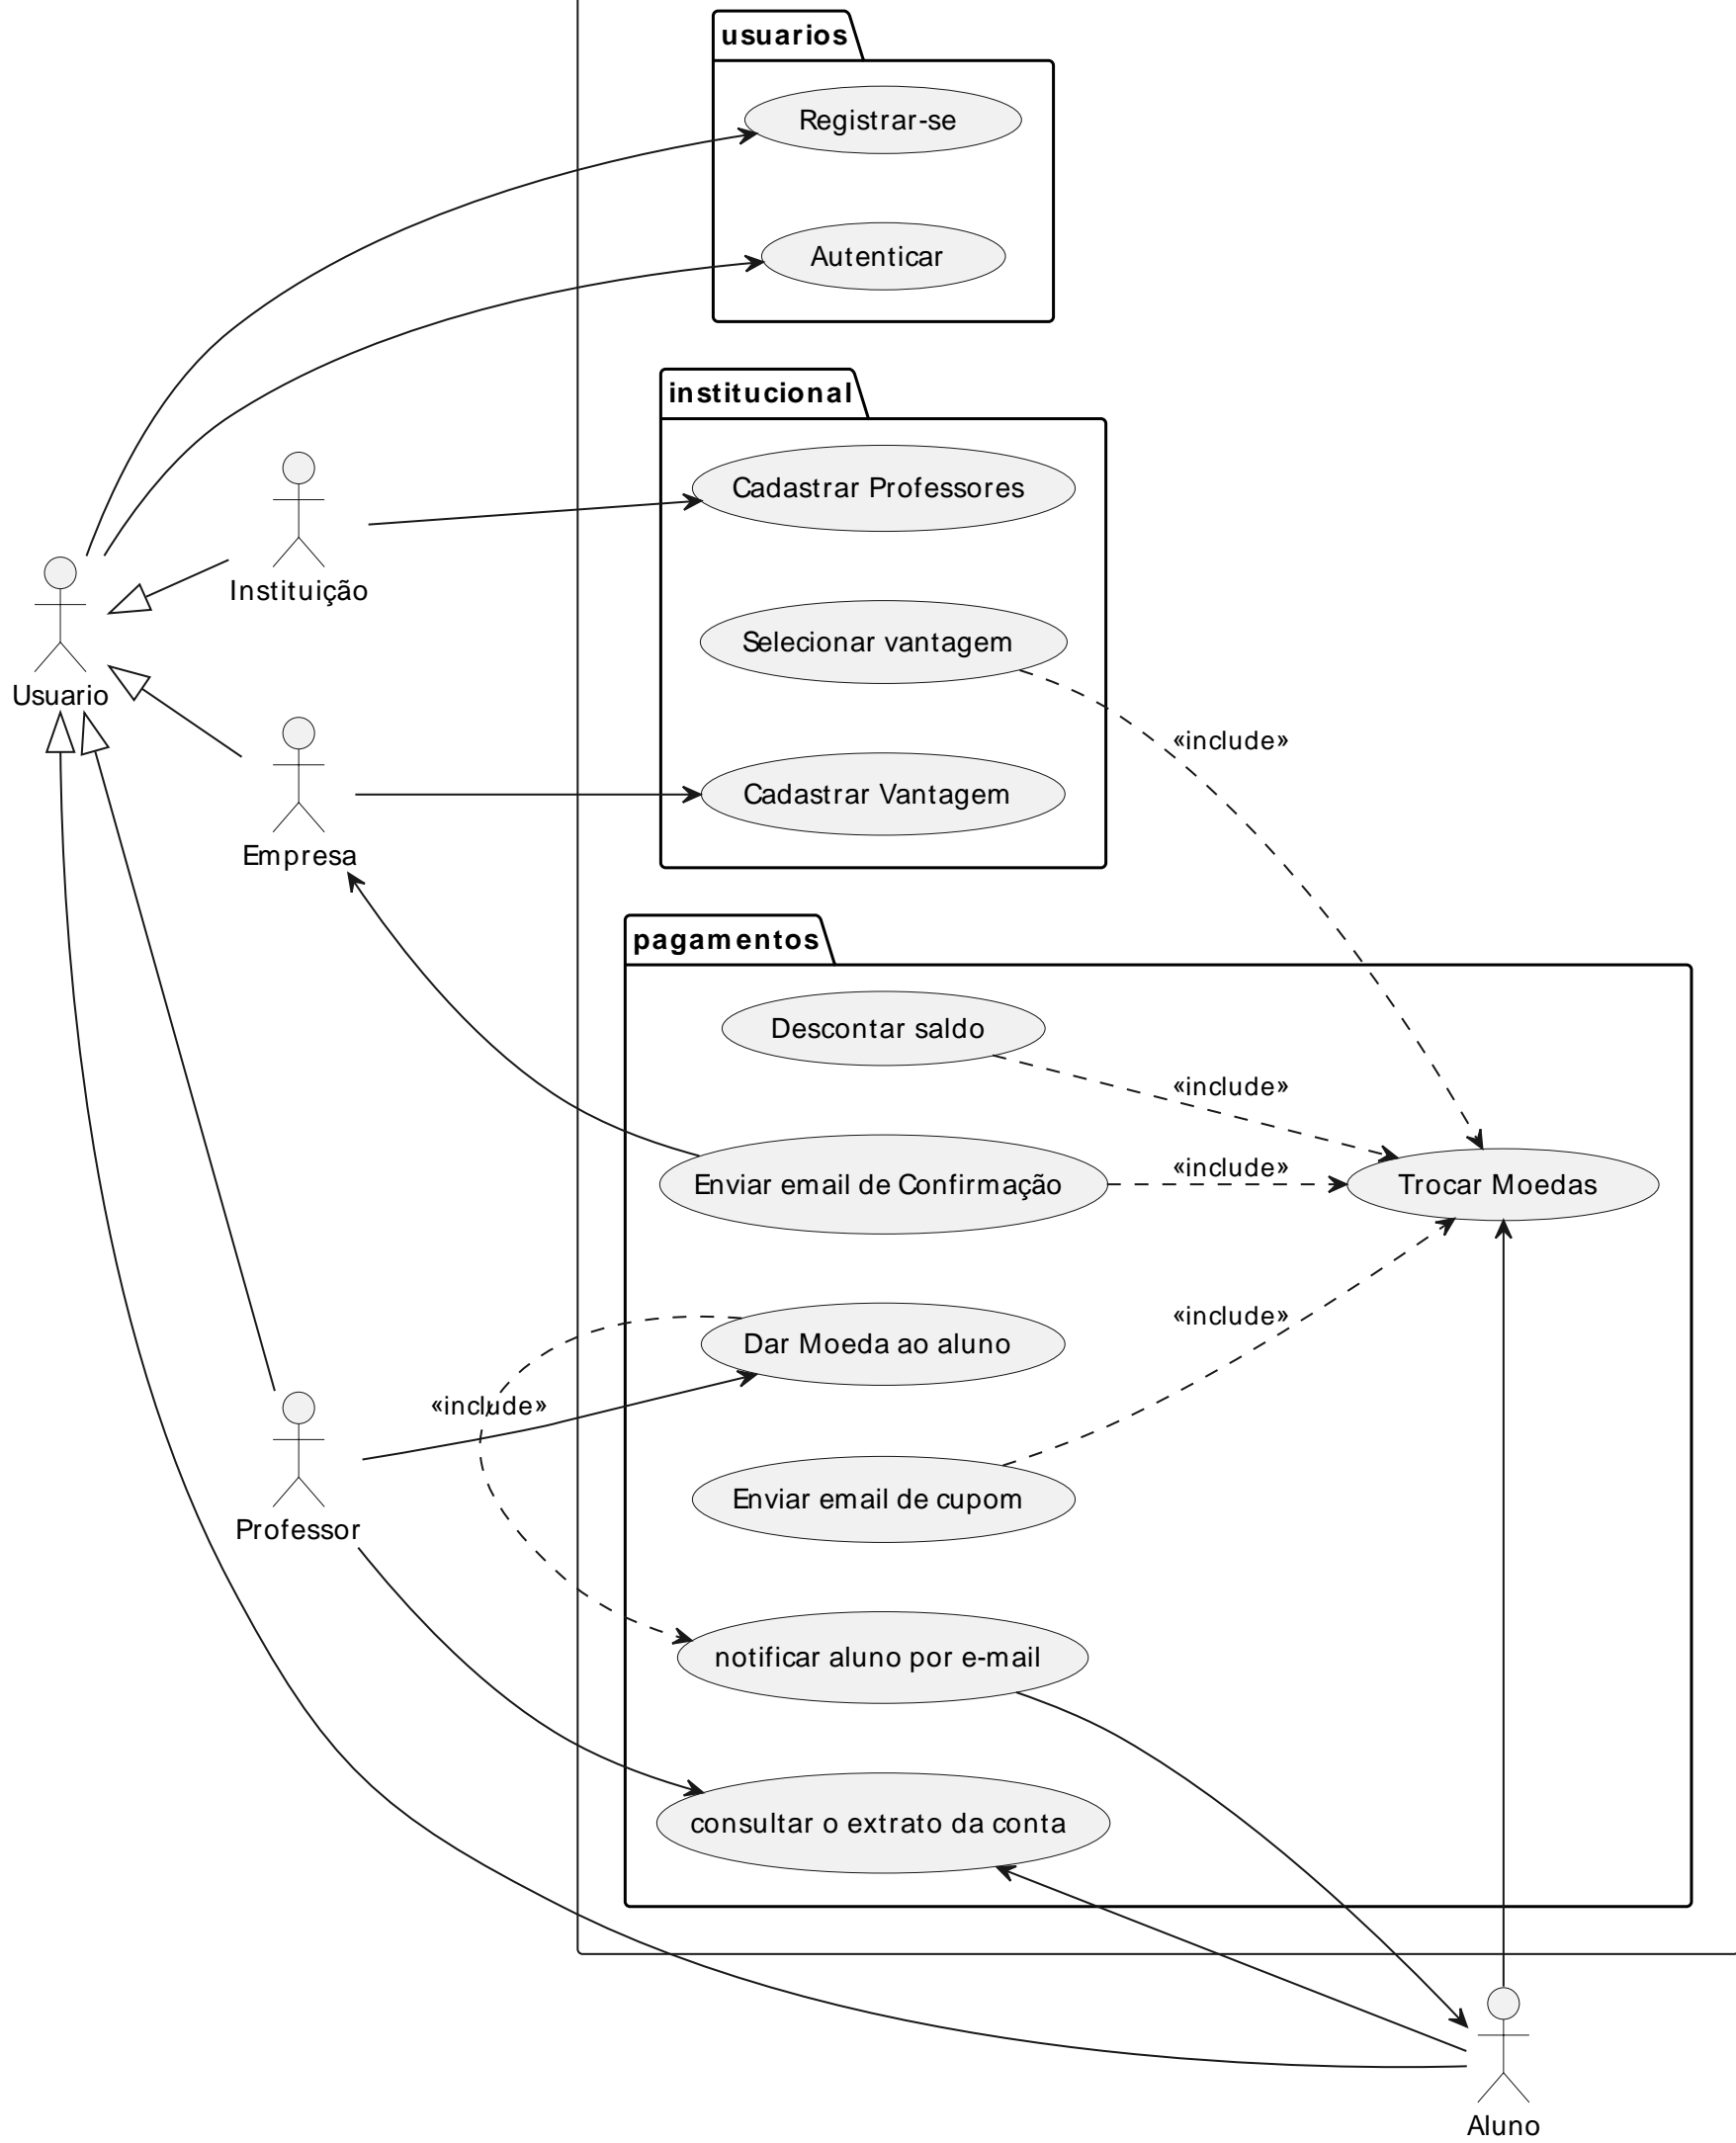 usuarios
Registrar-se
Autenticar
institucional
Cadastrar Professores
Instituição
Selecionar vantagem
Usuario
«include»
Cadastrar Vantagem
Empresa
pagamentos
Descontar saldo
«include»
Enviar email de Confirmação
«include»
Trocar Moedas
«include»
Dar Moeda ao aluno
«include»
Enviar email de cupom
Professor
notificar aluno por e-mail
consultar o extrato da conta
Aluno